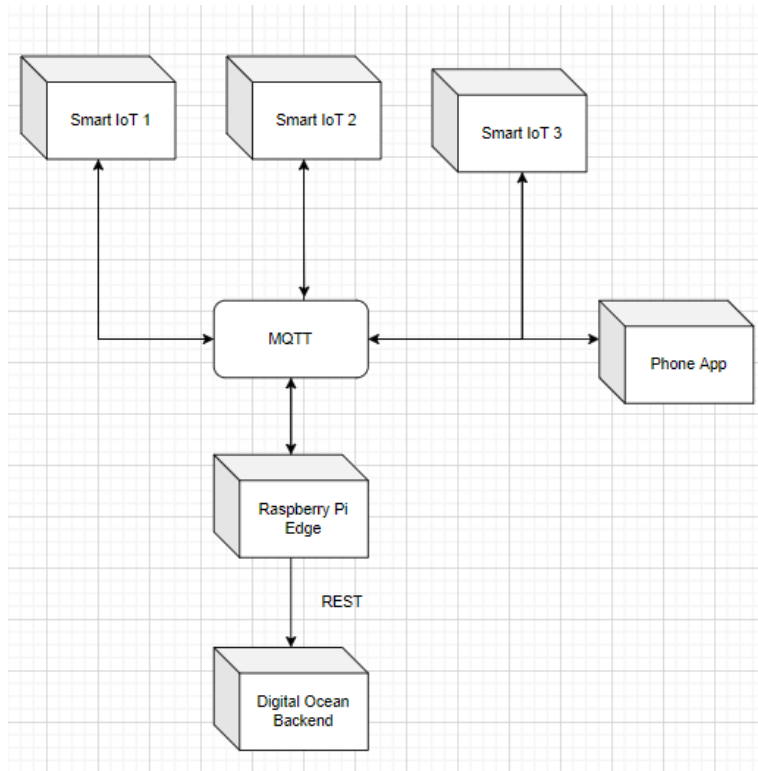 Smart IoT 1
Smart IoT 2
Smart IoT 3
MQTT
Phone App
Raspberry Pi
Edge
REST
Digital Ocean
Backend